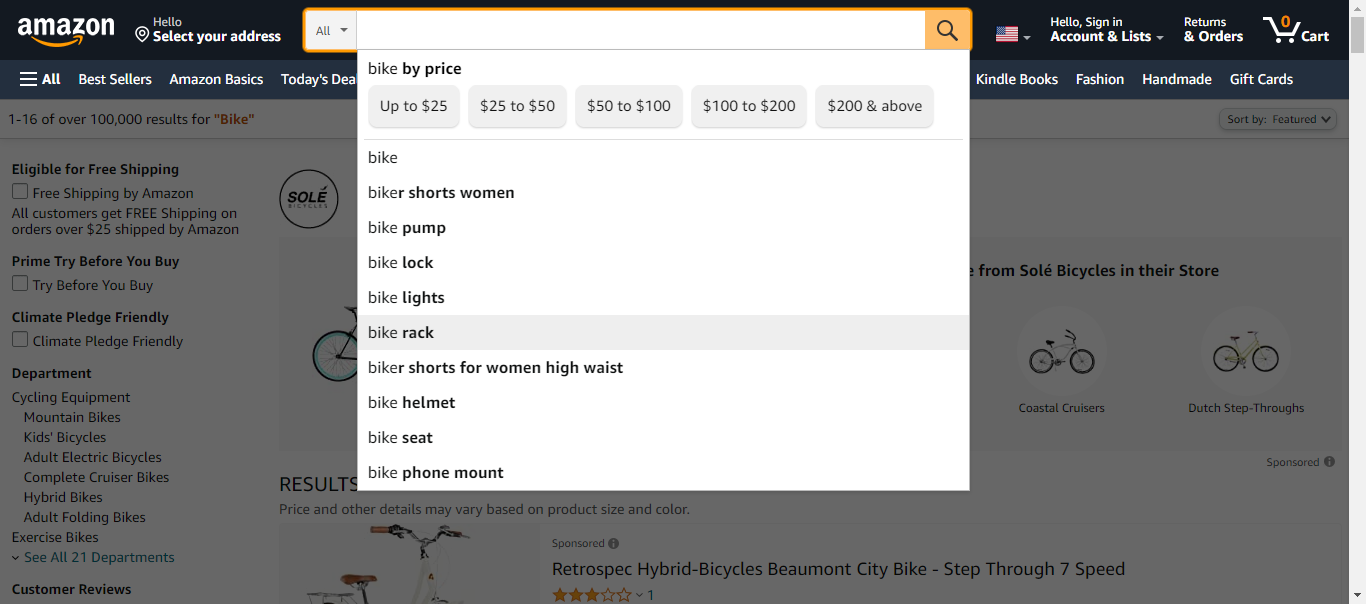 amazon
Hello
Select your address
All
Hello, Sign in
Account & Lists
Returns
& Orders
0
Cart
All
Best Sellers
Amazon Basics
Today's Deal
Kindle Books
Fashion
Handmade
Gift Cards
bike by price
Up to $25
$25 to $50
$50 to $100
$100 to $200
$200 & above
bike
biker shorts women
bike pump
bike lock
bike lights
bike rack
biker shorts for women high waist
bike helmet
bike seat
bike phone mount
1-16 of over 100,000 results for "Bike"
Sort by: Featured
Eligible for Free Shipping
Free Shipping by Amazon
All customers get FREE Shipping on
orders over $25 shipped by Amazon
Prime Try Before You Buy
Try Before You Buy
Climate Pledge Friendly
Climate Pledge Friendly
Department
Cycling Equipment
Mountain Bikes
Kids' Bicycles
Adult Electric Bicycles
Complete Cruiser Bikes
Hybrid Bikes
Adult Folding Bikes
Exercise Bikes
See All 21 Departments
Customer Reviews
SOLÉ
BICYCLES
from Solé Bicycles in their Store
Coastal Cruisers
Dutch Step-Throughs
Sponsored
RESULTS
Price and other details may vary based on product size and color.
Sponsored
Retrospec Hybrid-Bicycles Beaumont City Bike - Step Through 7 Speed
1